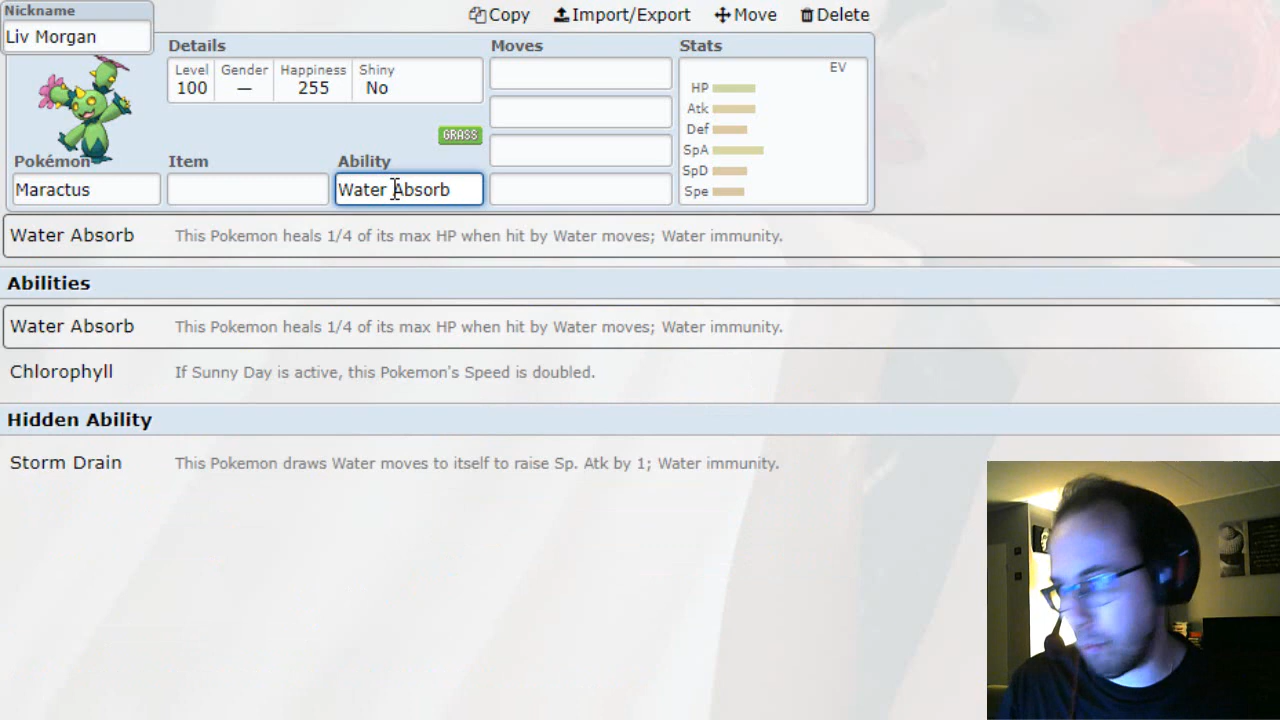 Nickname
Liv Morgan
Copy Import/Export Move Delete
Details
Moves
Stats
Level Gender Happiness Shiny
100 — 255 No
EV
HP
Atk
Def
SpA
SpD
Spe
GRASS
Pokémon
Item
Ability
Maractus
Water Absorb
Water Absorb This Pokemon heals 1/4 of its max HP when hit by Water moves; Water immunity.
Abilities
Water Absorb This Pokemon heals 1/4 of its max HP when hit by Water moves; Water immunity.
Chlorophyll If Sunny Day is active, this Pokemon's Speed is doubled.
Hidden Ability
Storm Drain This Pokemon draws Water moves to itself to raise Sp. Atk by 1; Water immunity.